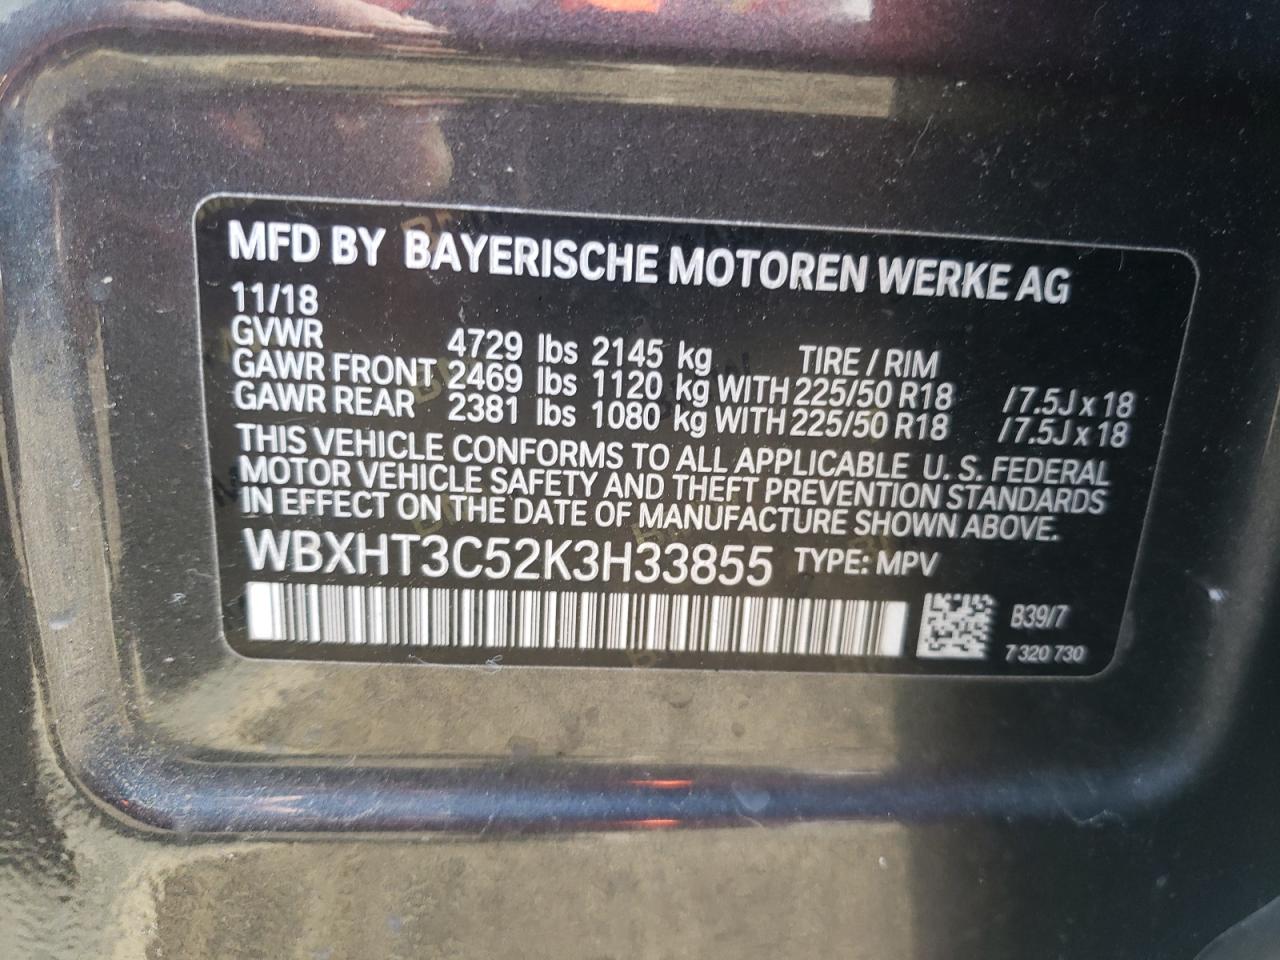 MFD BY BAYERISCHE MOTOREN WERKE AG
11/18
GVWR 4729 lbs 2145 kg TIRE / RIM
GAWR FRONT 2469 lbs 1120 kg WITH 225/50 R18 /7.5J x 18
GAWR REAR 2381 lbs 1080 kg WITH 225/50 R18 /7.5J x 18
THIS VEHICLE CONFORMS TO ALL APPLICABLE U. S. FEDERAL
MOTOR VEHICLE SAFETY AND THEFT PREVENTION STANDARDS
IN EFFECT ON THE DATE OF MANUFACTURE SHOWN ABOVE.
WBXHT3C52K3H33855 TYPE: MPV
B39/7
7 320 730